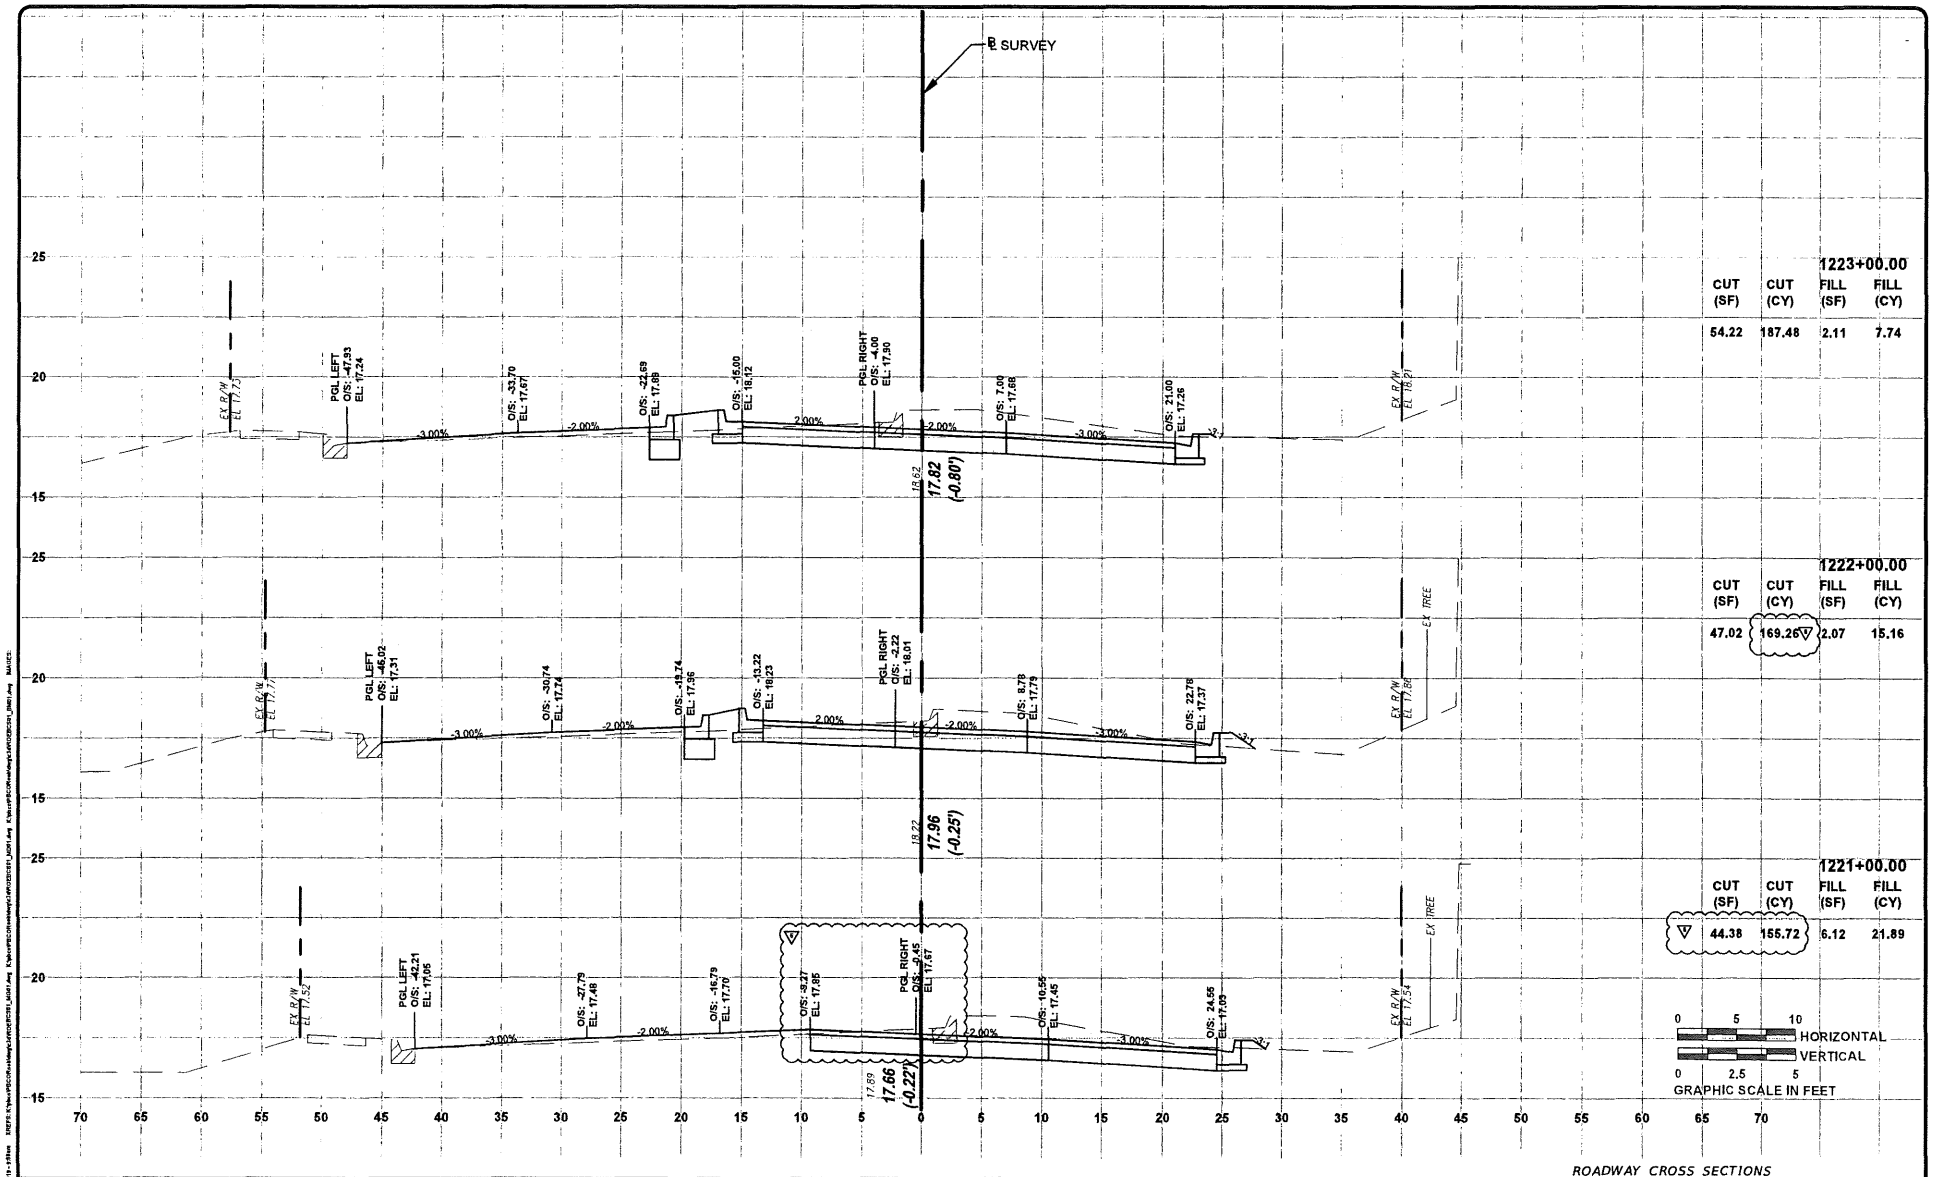 ℄ SURVEY
25
1223+00.00
CUT CUT FILL FILL
(SF) (CY) (SF) (CY)
54.22 187.48 2.11 7.74
20
EX R/W
EL 17.73
PGL LEFT
O/S: -47.93
EL: 17.24
O/S: -33.70
EL: 17.67
O/S: -22.69
EL: 17.89
O/S: -15.00
EL: 18.12
PGL RIGHT
O/S: -4.00
EL: 17.90
O/S: 7.00
EL: 17.68
O/S: 21.00
EL: 17.26
EX R/W
EL 18.21
-3.00% -2.00% 2.00% -2.00% -3.00%
18.62
17.82
(-0.80')
15
25
1222+00.00
CUT CUT FILL FILL
(SF) (CY) (SF) (CY)
47.02 169.26 2.07 15.16
20
EX R/W
EL 17.77
PGL LEFT
O/S: -45.02
EL: 17.31
O/S: -30.74
EL: 17.74
O/S: -19.74
EL: 17.96
O/S: -13.22
EL: 18.23
PGL RIGHT
O/S: -2.22
EL: 18.01
O/S: 8.78
EL: 17.79
O/S: 22.78
EL: 17.37
EX R/W
EL 17.86
EX TREE
-3.00% -2.00% 2.00% -2.00% -3.00%
15
18.22
17.96
(-0.25')
25
1221+00.00
CUT CUT FILL FILL
(SF) (CY) (SF) (CY)
44.38 155.72 6.12 21.89
20
EX R/W
EL 17.52
PGL LEFT
O/S: -42.21
EL: 17.05
O/S: -27.79
EL: 17.48
O/S: -16.79
EL: 17.70
O/S: -9.27
EL: 17.85
PGL RIGHT
O/S: -0.45
EL: 17.67
O/S: 10.55
EL: 17.45
O/S: 24.55
EL: 17.03
EX R/W
EL 17.54
EX TREE
-3.00% -2.00% -2.00% -3.00%
15
17.89
17.66
(-0.22')
70 65 60 55 50 45 40 35 30 25 20 15 10 5 0 5 10 15 20 25 30 35 40 45 50 55 60 65 70
0 5 10
HORIZONTAL
VERTICAL
0 2.5 5
GRAPHIC SCALE IN FEET
ROADWAY CROSS SECTIONS